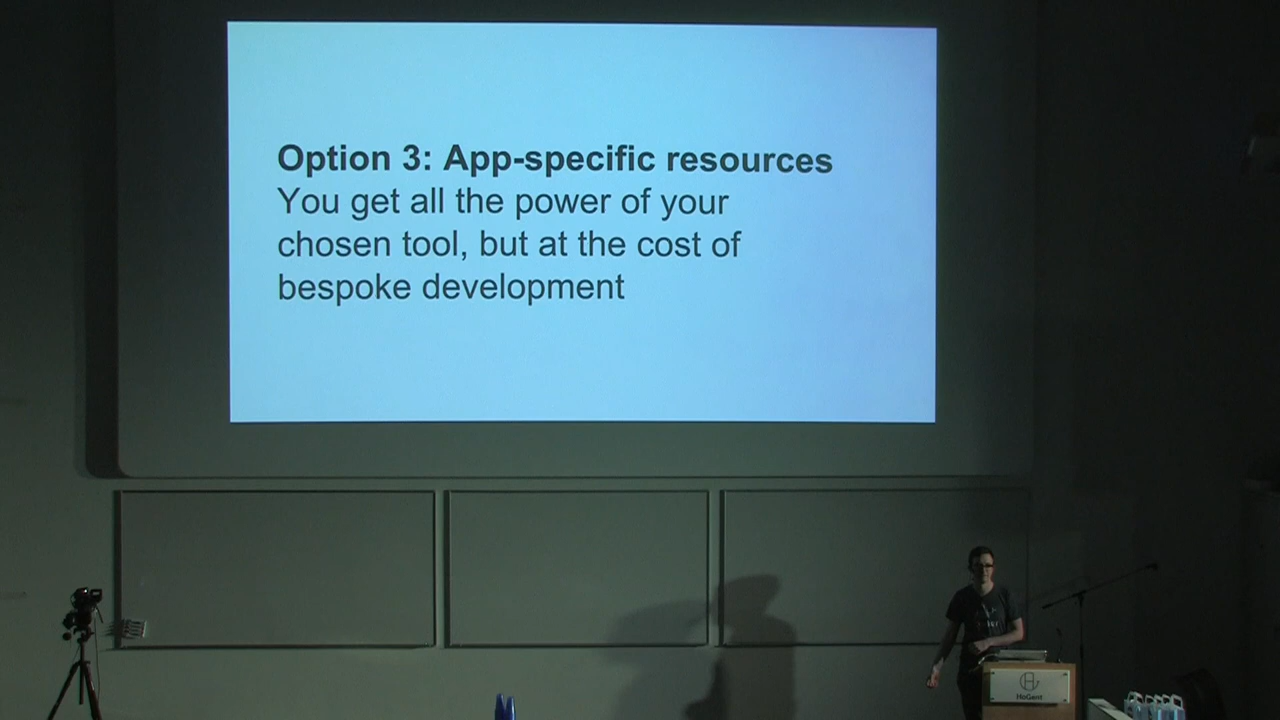 Option 3: App-specific resources
You get all the power of your
chosen tool, but at the cost of
bespoke development
HoGent